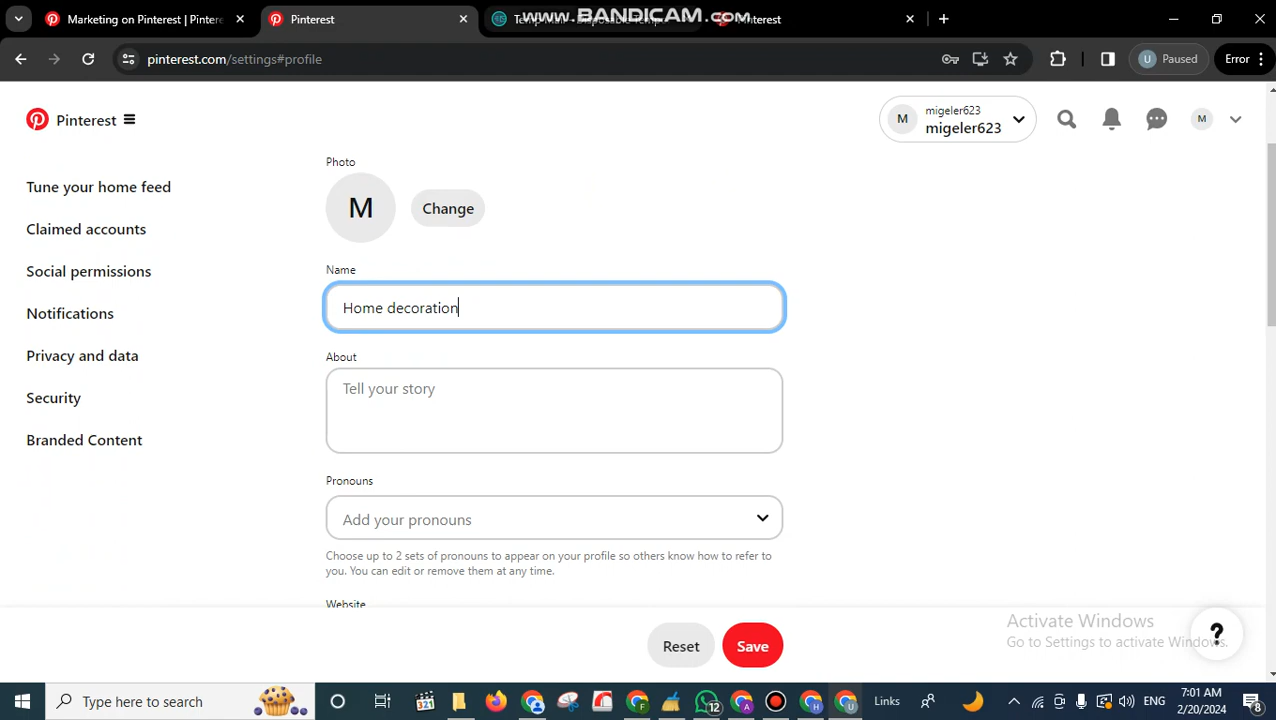 Marketing on Pinterest | Pinter
Pinterest
www.BANDICAM.com
Pinterest
pinterest.com/settings#profile
U Paused
Error
Pinterest
M
migeler623
migeler623
M
Photo
M
Change
Tune your home feed
Claimed accounts
Social permissions
Notifications
Privacy and data
Security
Branded Content
Name
Home decoration
About
Tell your story
Pronouns
Add your pronouns
Choose up to 2 sets of pronouns to appear on your profile so others know how to refer to
you. You can edit or remove them at any time.
Website
Reset
Save
Activate Windows
Go to Settings to activate Windows.
?
Type here to search
321
F
12
A
H
U
Links
ENG
7:01 AM
2/20/2024
8